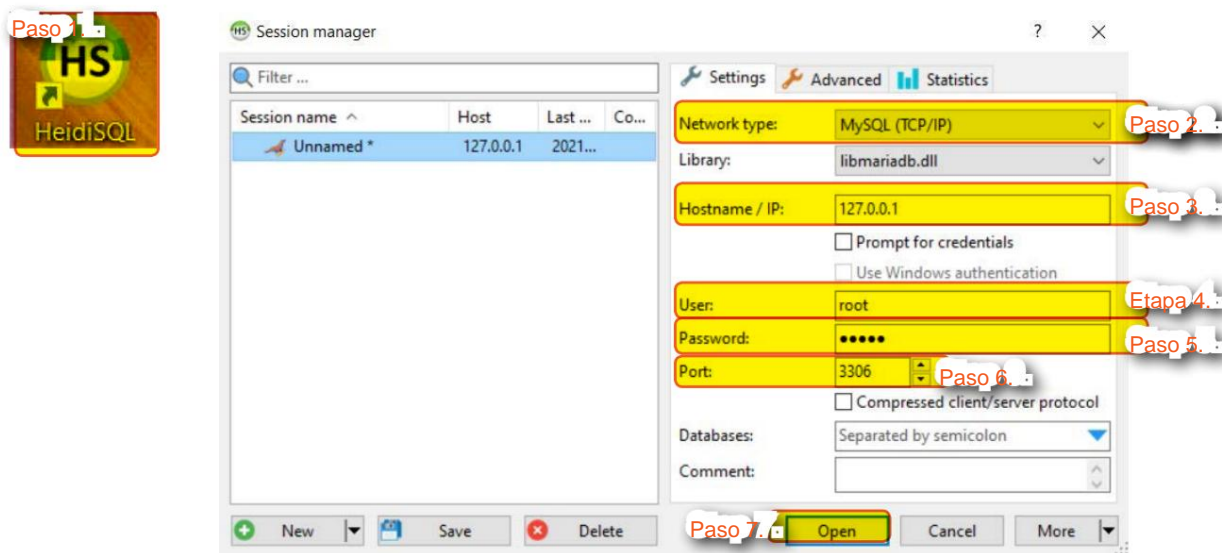 Paso 1.
HS
HeidiSQL
HS Session manager ? ×
Filter ...
Session name Host Last ... Co...
Unnamed * 127.0.0.1 2021...
Settings Advanced Statistics
Network type: MySQL (TCP/IP) Paso 2.
Library: libmariadb.dll
Hostname / IP: 127.0.0.1 Paso 3.
Prompt for credentials
Use Windows authentication
User: root Etapa 4.
Password: ••••• Paso 5.
Port: 3306 Paso 6.
Compressed client/server protocol
Databases: Separated by semicolon
Comment:
New Save Delete Paso 7. Open Cancel More